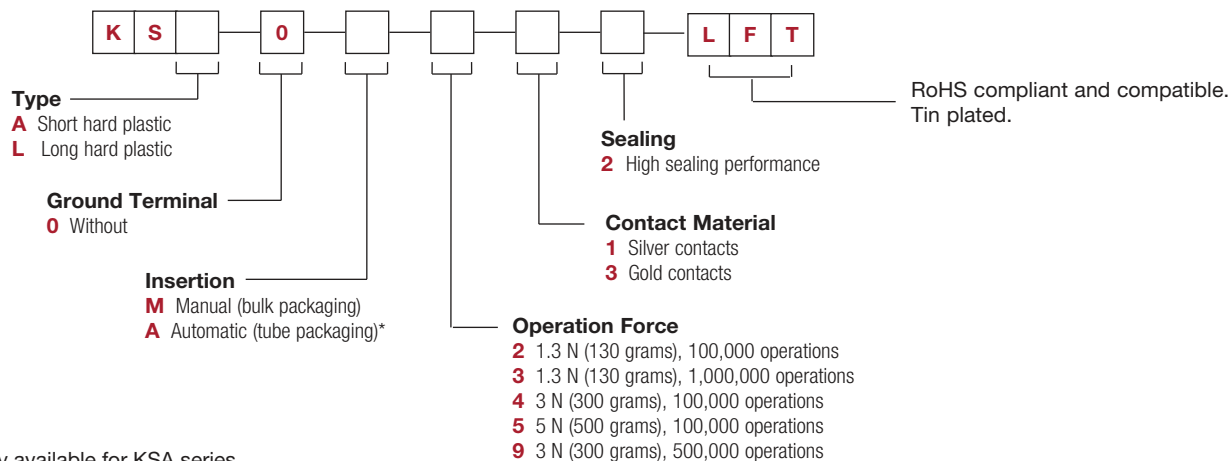 K S 0 L F T
RoHS compliant and compatible.
Tin plated.
Type
A Short hard plastic
L Long hard plastic
Sealing
2 High sealing performance
Ground Terminal
0 Without
Contact Material
1 Silver contacts
3 Gold contacts
Insertion
M Manual (bulk packaging)
A Automatic (tube packaging)*
Operation Force
2 1.3 N (130 grams), 100,000 operations
3 1.3 N (130 grams), 1,000,000 operations
4 3 N (300 grams), 100,000 operations
5 5 N (500 grams), 100,000 operations
9 3 N (300 grams), 500,000 operations
available for KSA series